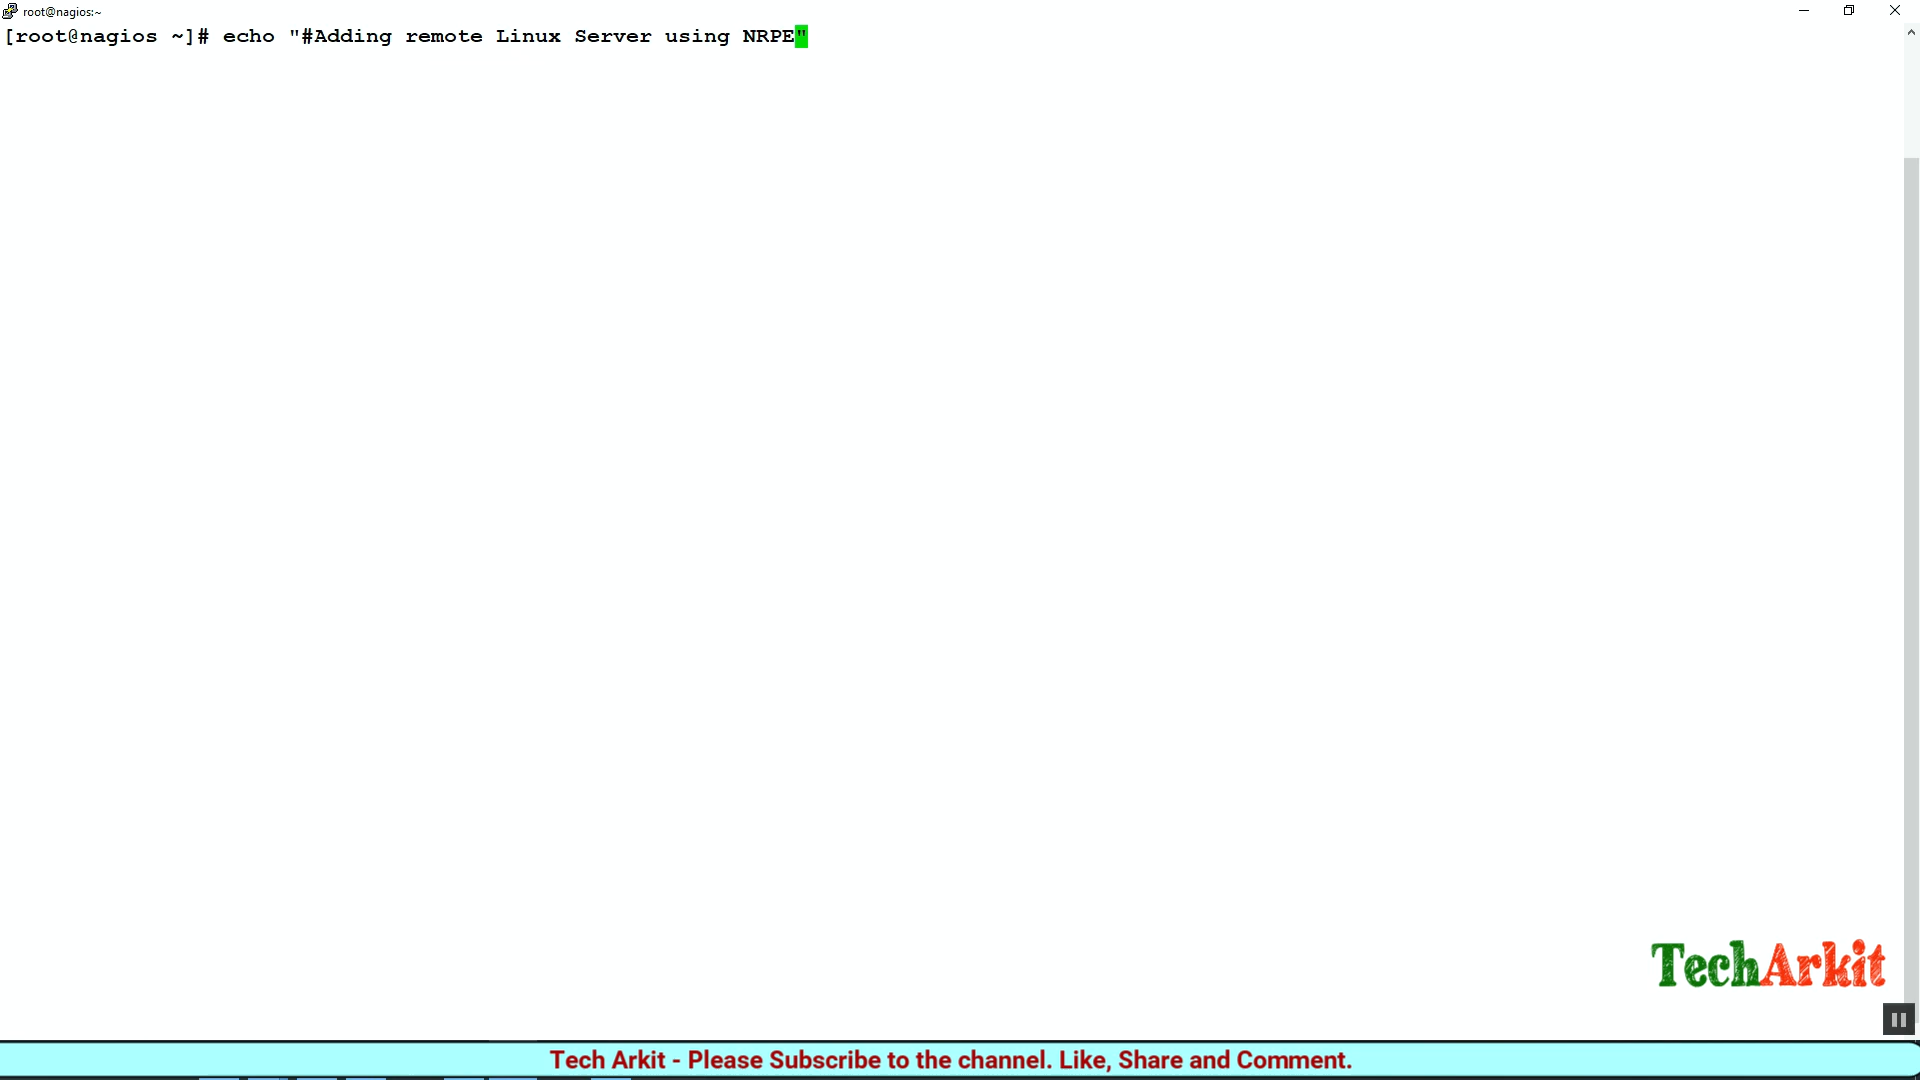 root@nagios:~
[root@nagios ~]# echo "#Adding remote Linux Server using NRPE"
TechArkit
Tech Arkit - Please Subscribe to the channel. Like, Share and Comment.